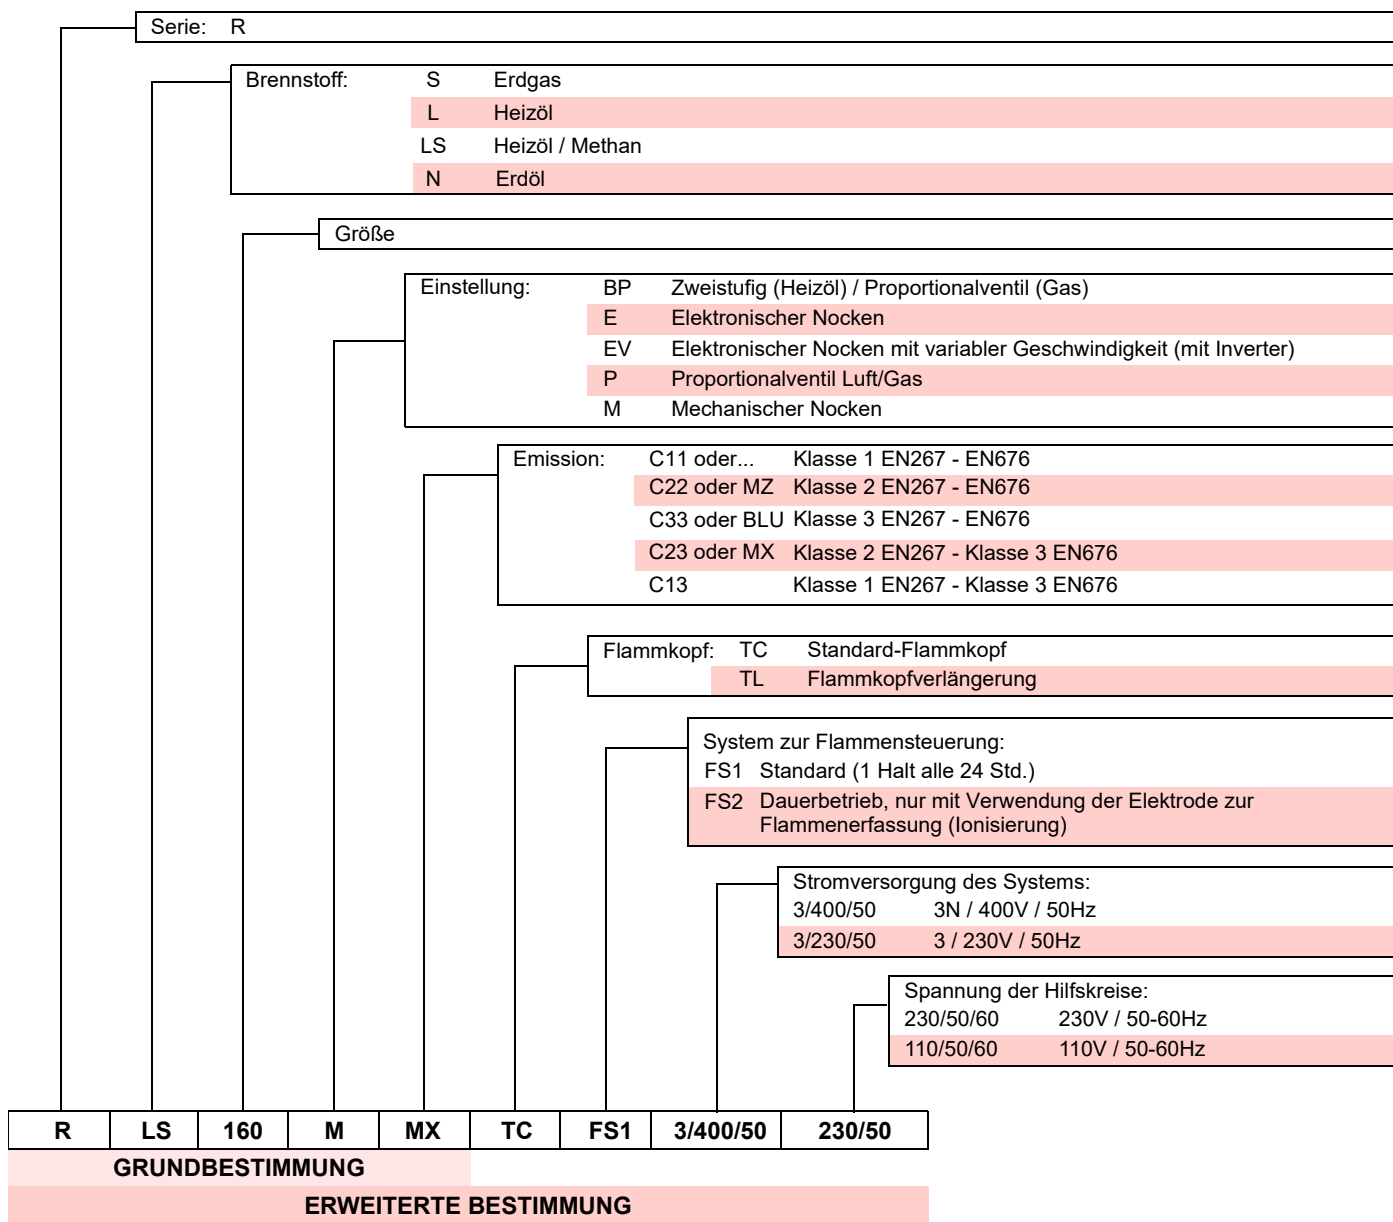 Serie: R
Brennstoff: S Erdgas
L Heizöl
LS Heizöl / Methan
N Erdöl
Größe
Einstellung: BP Zweistufig (Heizöl) / Proportionalventil (Gas)
E Elektronischer Nocken
EV Elektronischer Nocken mit variabler Geschwindigkeit (mit Inverter)
P Proportionalventil Luft/Gas
M Mechanischer Nocken
Emission: C11 oder... Klasse 1 EN267 - EN676
C22 oder MZ Klasse 2 EN267 - EN676
C33 oder BLU Klasse 3 EN267 - EN676
C23 oder MX Klasse 2 EN267 - Klasse 3 EN676
C13 Klasse 1 EN267 - Klasse 3 EN676
Flammkopf: TC Standard-Flammkopf
TL Flammkopfverlängerung
System zur Flammensteuerung:
FS1 Standard (1 Halt alle 24 Std.)
FS2 Dauerbetrieb, nur mit Verwendung der Elektrode zur
Flammenerfassung (Ionisierung)
Stromversorgung des Systems:
3/400/50 3N / 400V / 50Hz
3/230/50 3 / 230V / 50Hz
Spannung der Hilfskreise:
230/50/60 230V / 50-60Hz
110/50/60 110V / 50-60Hz
R LS 160 M MX TC FS1 3/400/50 230/50
GRUNDBESTIMMUNG
ERWEITERTE BESTIMMUNG